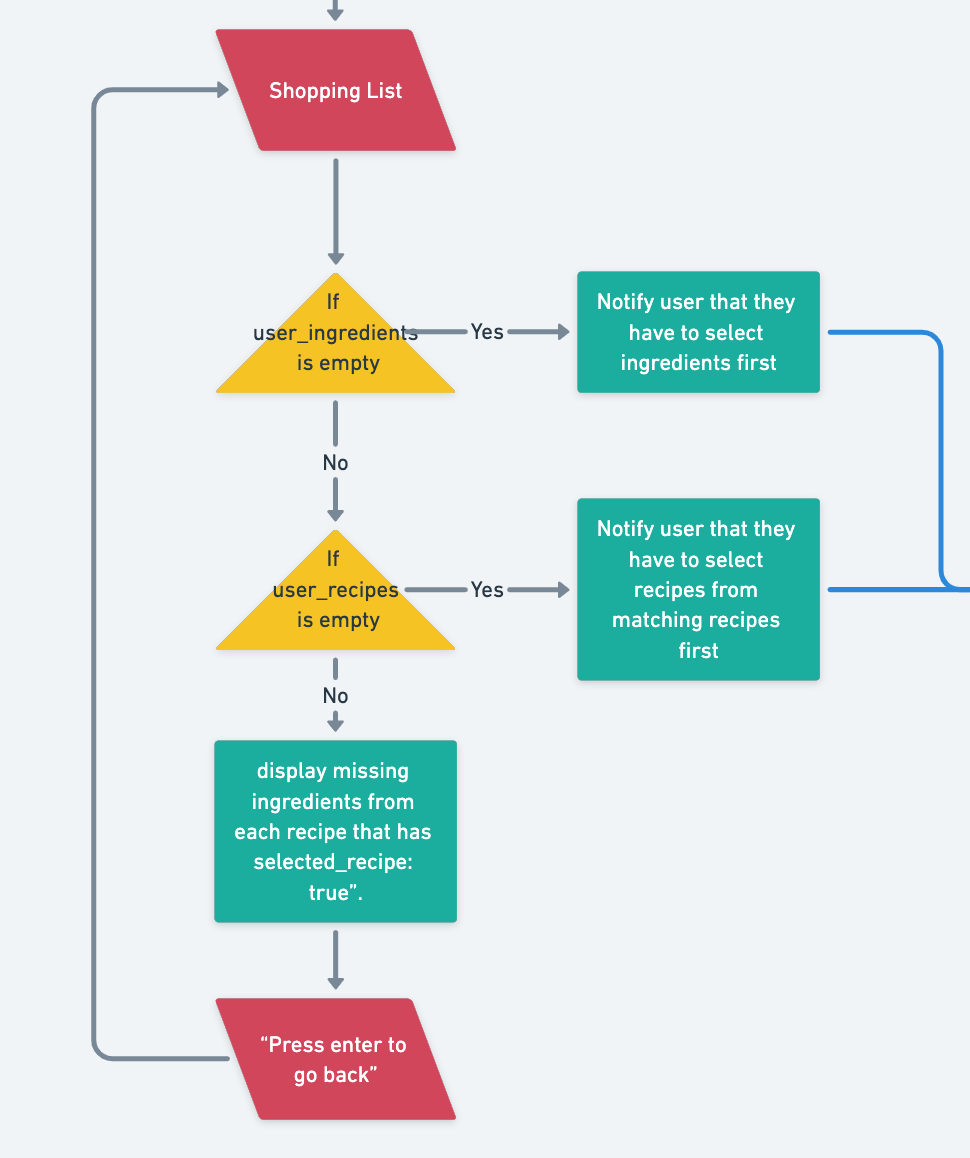 Shopping List
If
user_ingredients
is empty
Yes
Notify user that they
have to select
ingredients first
No
If
user_recipes
is empty
Yes
Notify user that they
have to select
recipes from
matching recipes
first
No
display missing
ingredients from
each recipe that has
selected_recipe:
true”.
“Press enter to
go back”